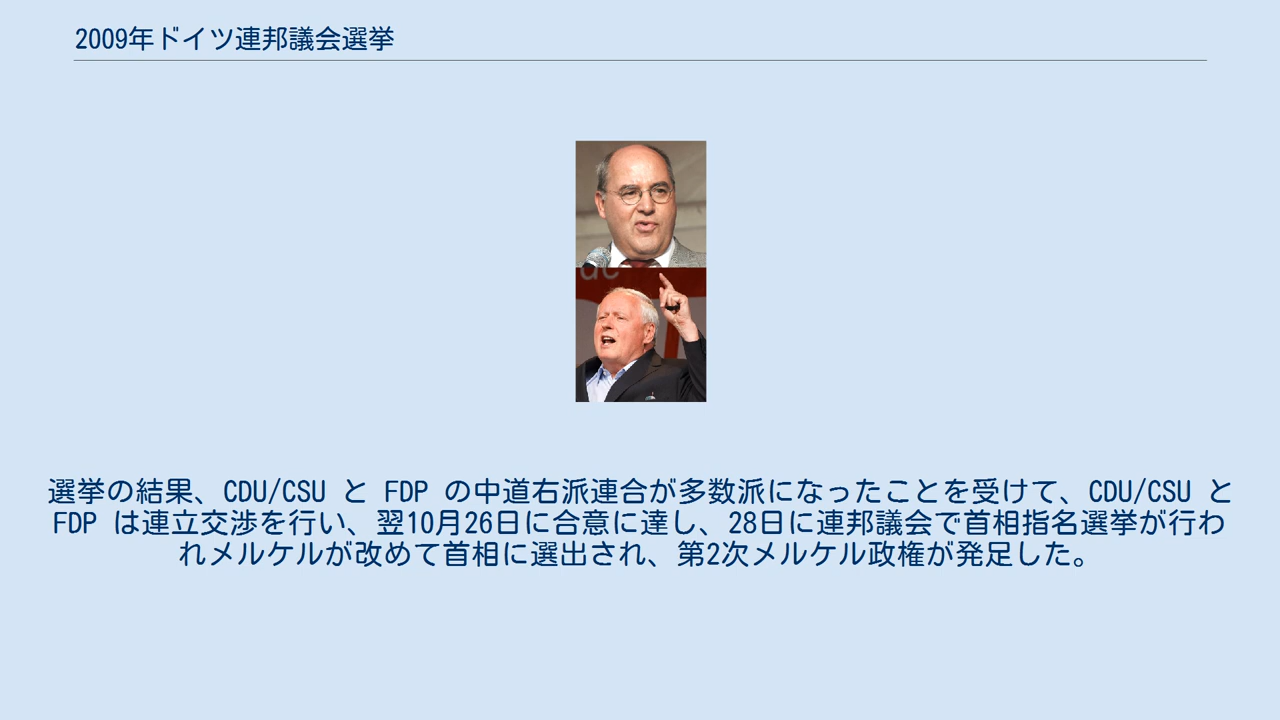 2009年ドイツ連邦議会選挙
選挙の結果、CDU/CSU と FDP の中道右派連合が多数派になったことを受けて、CDU/CSU と
FDP は連立交渉を行い、翌10月26日に合意に達し、28日に連邦議会で首相指名選挙が行わ
れメルケルが改めて首相に選出され、第2次メルケル政権が発足した。